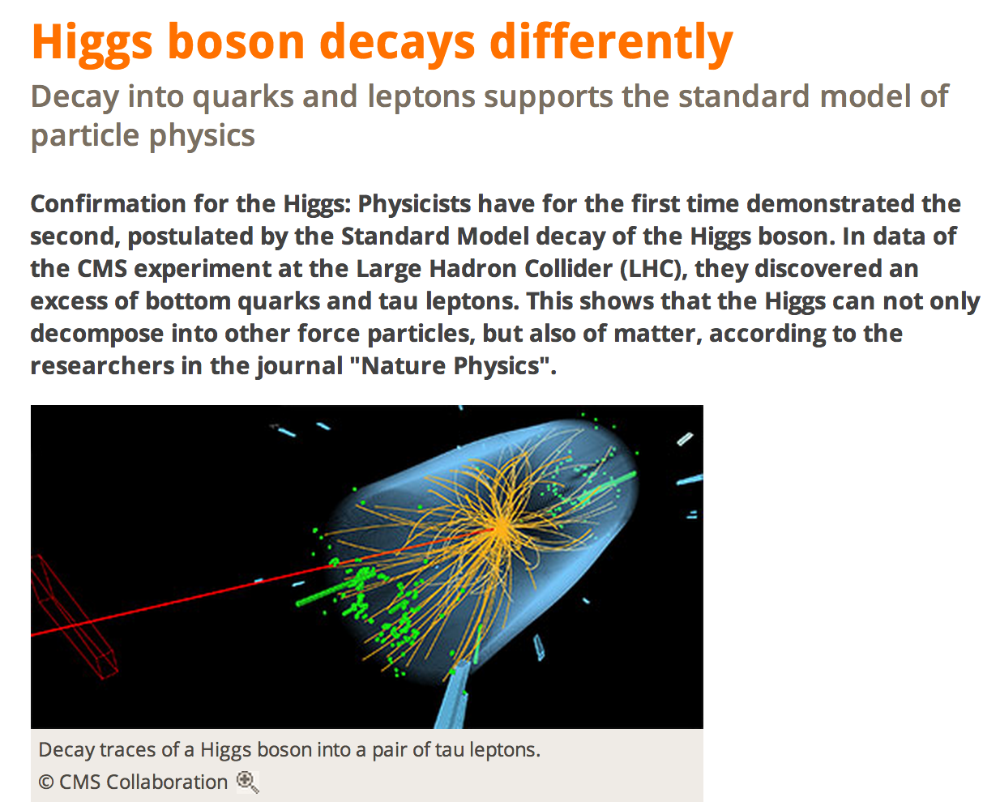 Higgs boson decays differently
Decay into quarks and leptons supports the standard model of
particle physics
Confirmation for the Higgs: Physicists have for the first time demonstrated the
second, postulated by the Standard Model decay of the Higgs boson. In data of
the CMS experiment at the Large Hadron Collider (LHC), they discovered an
excess of bottom quarks and tau leptons. This shows that the Higgs can not only
decompose into other force particles, but also of matter, according to the
researchers in the journal "Nature Physics".
Decay traces of a Higgs boson into a pair of tau leptons.
© CMS Collaboration